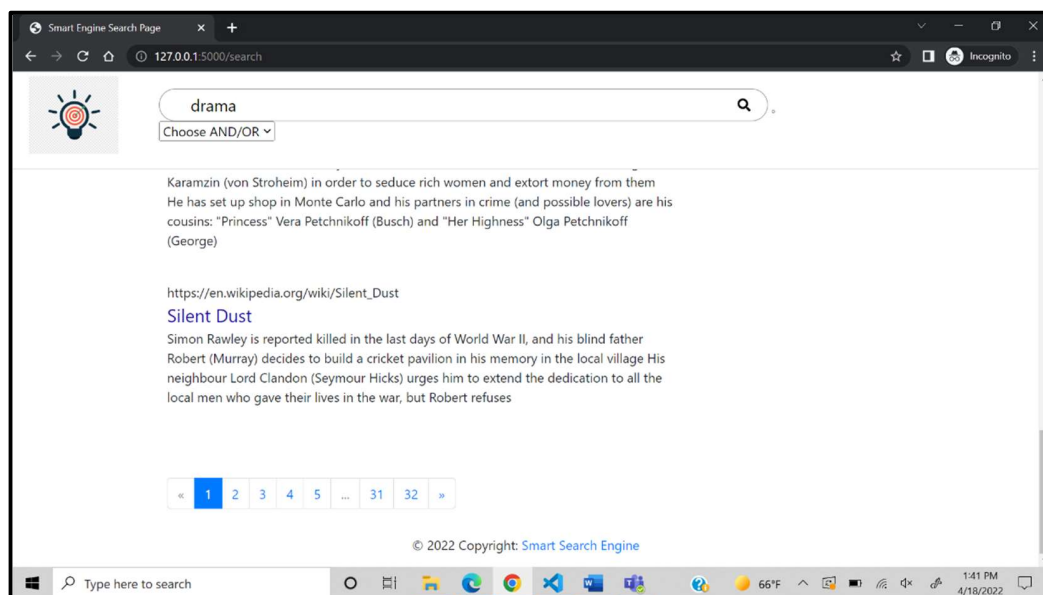 Smart Engine Search Page
127.0.0.1:5000/search
Incognito
drama
Choose AND/OR
Karamzin (von Stroheim) in order to seduce rich women and extort money from them
He has set up shop in Monte Carlo and his partners in crime (and possible lovers) are his
cousins: "Princess" Vera Petchnikoff (Busch) and "Her Highness" Olga Petchnikoff
(George)
https://en.wikipedia.org/wiki/Silent_Dust
Silent Dust
Simon Rawley is reported killed in the last days of World War II, and his blind father
Robert (Murray) decides to build a cricket pavilion in his memory in the local village His
neighbour Lord Clandon (Seymour Hicks) urges him to extend the dedication to all the
local men who gave their lives in the war, but Robert refuses
« 1 2 3 4 5 ... 31 32 »
© 2022 Copyright: Smart Search Engine
Type here to search
66°F
1:41 PM
4/18/2022